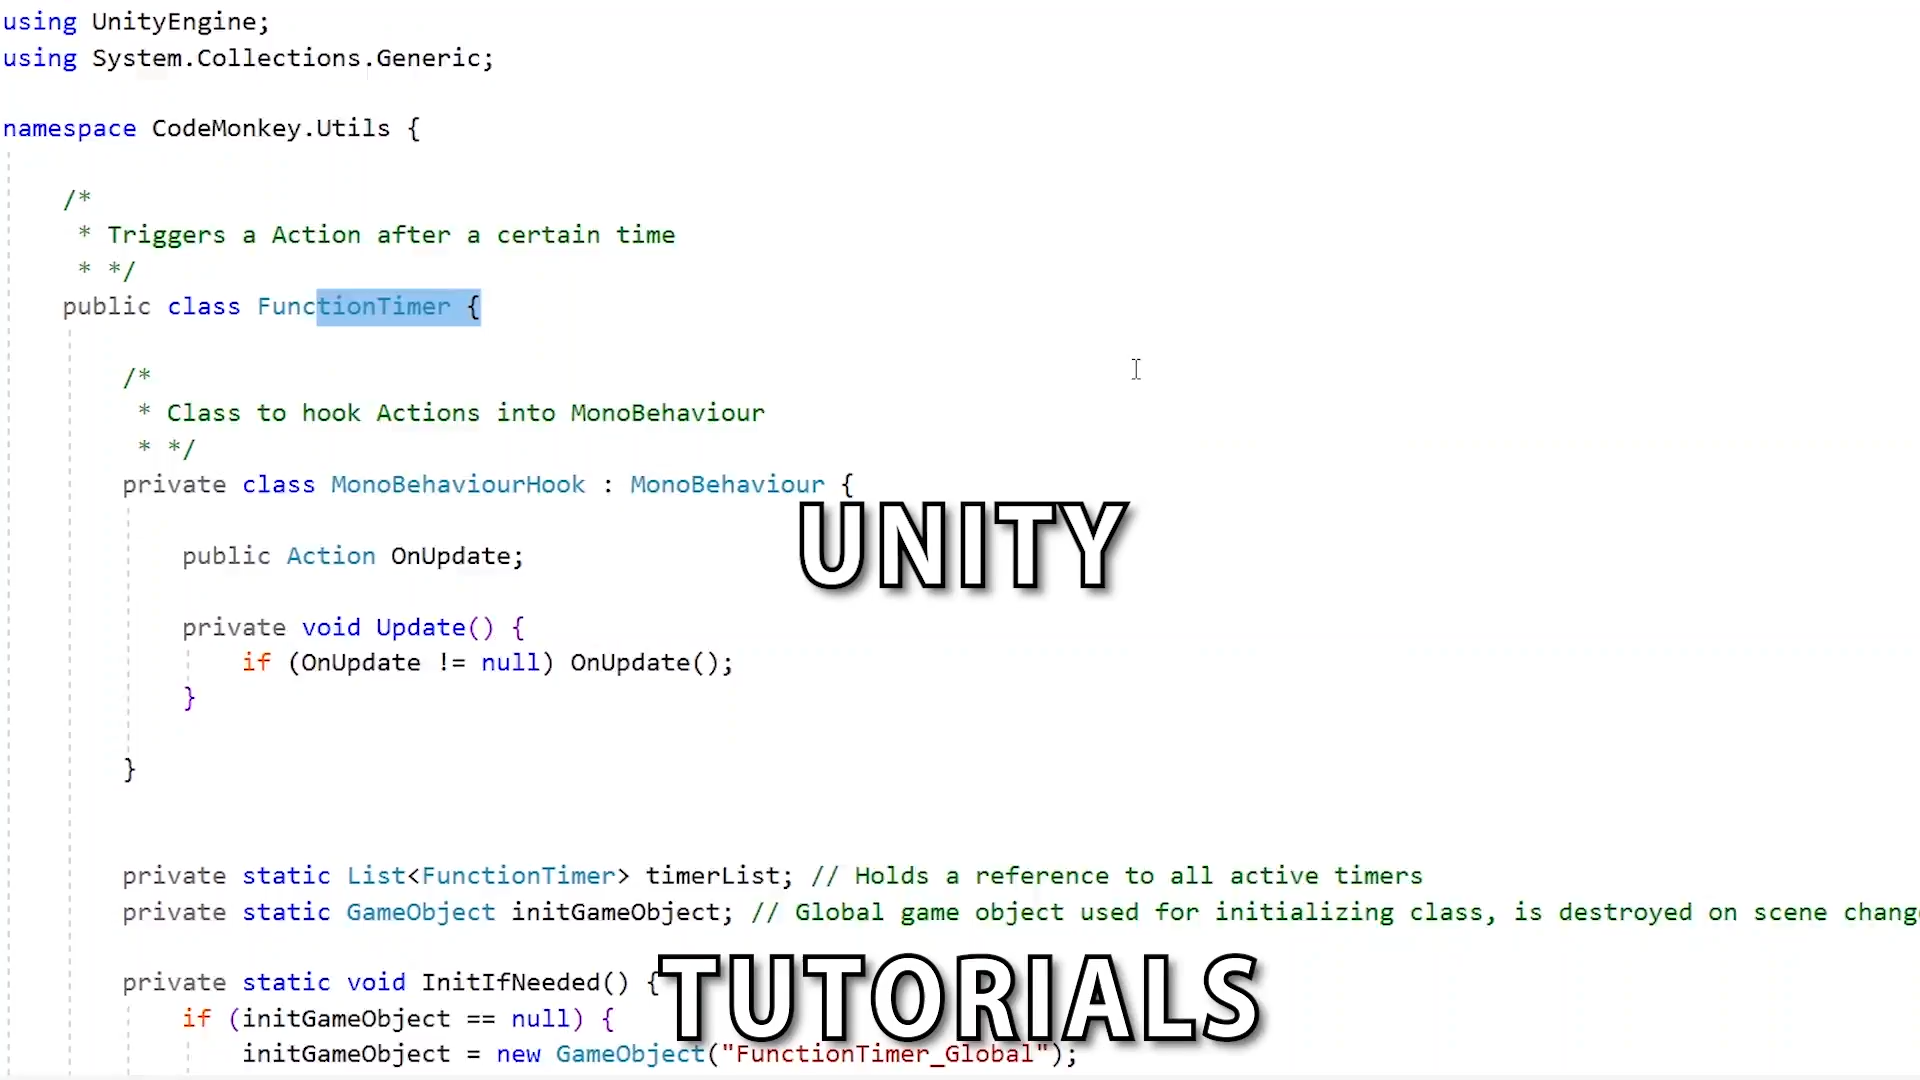 using UnityEngine;
using System.Collections.Generic;
namespace CodeMonkey.Utils {
/*
* Triggers a Action after a certain time
* */
public class FunctionTimer {
/*
* Class to hook Actions into MonoBehaviour
* */
private class MonoBehaviourHook : MonoBehaviour {
UNITY
public Action OnUpdate;
private void Update() {
if (OnUpdate != null) OnUpdate();
}
}
private static List<FunctionTimer> timerList; // Holds a reference to all active timers
private static GameObject initGameObject; // Global game object used for initializing class, is destroyed on scene chang
private static void InitIfNeeded() {
TUTORIALS
if (initGameObject == null) {
initGameObject = new GameObject("FunctionTimer_Global");